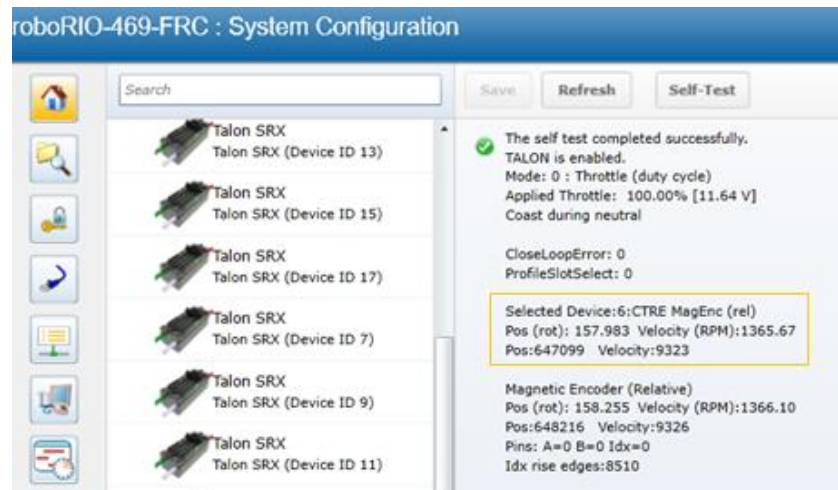 roboRIO-469-FRC : System Configuration
Search
Save
Refresh
Self-Test
Talon SRX
Talon SRX (Device ID 13)
Talon SRX
Talon SRX (Device ID 15)
Talon SRX
Talon SRX (Device ID 17)
Talon SRX
Talon SRX (Device ID 7)
Talon SRX
Talon SRX (Device ID 9)
Talon SRX
Talon SRX (Device ID 11)
The self test completed successfully.
TALON is enabled.
Mode: 0 : Throttle (duty cycle)
Applied Throttle: 100.00% [11.64 V]
Coast during neutral
CloseLoopError: 0
ProfileSlotSelect: 0
Selected Device:6:CTRE MagEnc (rel)
Pos (rot): 157.983 Velocity (RPM):1365.67
Pos:647099 Velocity:9323
Magnetic Encoder (Relative)
Pos (rot): 158.255 Velocity (RPM):1366.10
Pos:648216 Velocity:9326
Pins: A=0 B=0 Idx=0
Idx rise edges:8510